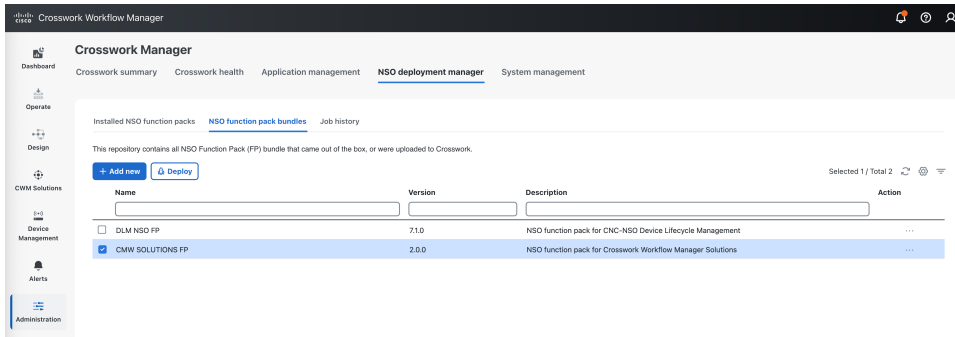 cisco Crosswork Workflow Manager
Crosswork Manager
Dashboard
Crosswork summary Crosswork health Application management NSO deployment manager System management
Operate
Installed NSO function packs NSO function pack bundles Job history
Design
This repository contains all NSO Function Pack (FP) bundle that came out of the box, or were uploaded to Crosswork.
+ Add new Deploy Selected 1 / Total 2
CWM Solutions
Name Version Description Action
Device
Management
DLM NSO FP 7.1.0 NSO function pack for CNC-NSO Device Lifecycle Management ...
CMW SOLUTIONS FP 2.0.0 NSO function pack for Crosswork Workflow Manager Solutions ...
Alerts
Administration